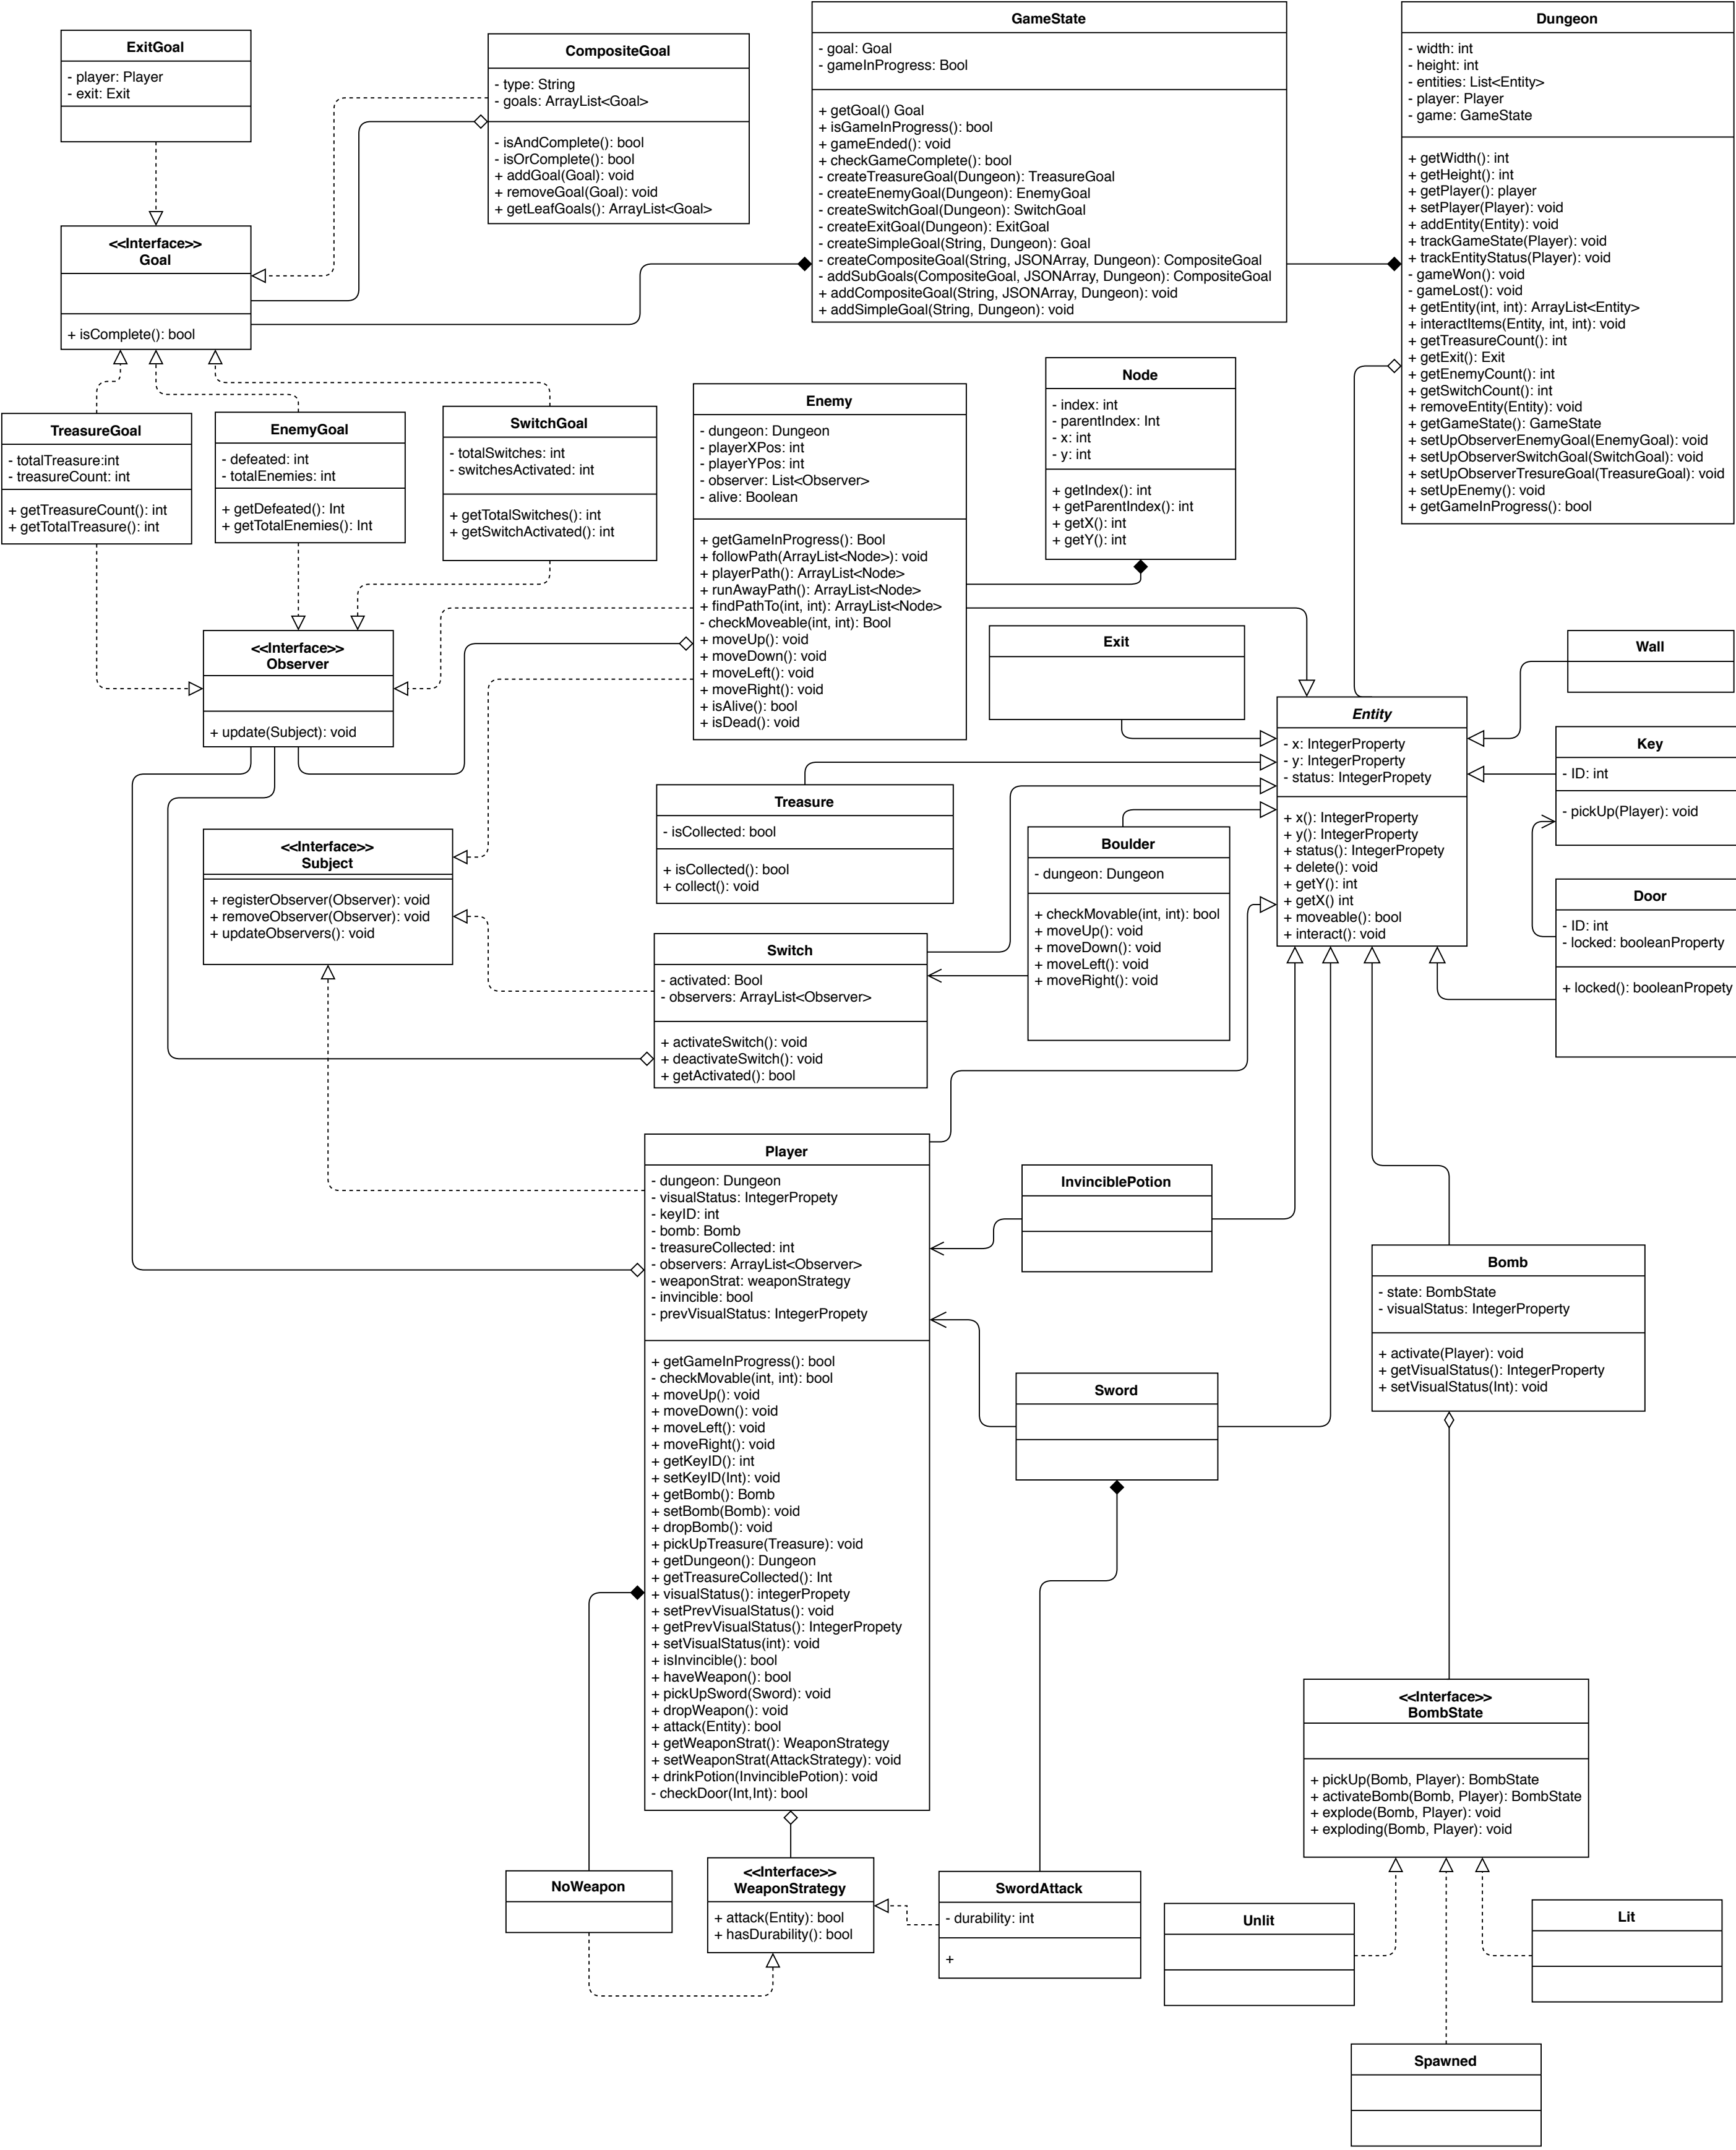 ExitGoal
- player: Player
- exit: Exit
CompositeGoal
- type: String
- goals: ArrayList<Goal>
- isAndComplete(): bool
- isOrComplete(): bool
+ addGoal(Goal): void
+ removeGoal(Goal): void
+ getLeafGoals(): ArrayList<Goal>
GameState
- goal: Goal
- gameInProgress: Bool
+ getGoal() Goal
+ isGameInProgress(): bool
+ gameEnded(): void
+ checkGameComplete(): bool
- createTreasureGoal(Dungeon): TreasureGoal
- createEnemyGoal(Dungeon): EnemyGoal
- createSwitchGoal(Dungeon): SwitchGoal
- createExitGoal(Dungeon): ExitGoal
- createSimpleGoal(String, Dungeon): Goal
- createCompositeGoal(String, JSONArray, Dungeon): CompositeGoal
- addSubGoals(CompositeGoal, JSONArray, Dungeon): CompositeGoal
+ addCompositeGoal(String, JSONArray, Dungeon): void
+ addSimpleGoal(String, Dungeon): void
Dungeon
- width: int
- height: int
- entities: List<Entity>
- player: Player
- game: GameState
+ getWidth(): int
+ getHeight(): int
+ getPlayer(): player
+ setPlayer(Player): void
+ addEntity(Entity): void
+ trackGameState(Player): void
+ trackEntityStatus(Player): void
- gameWon(): void
- gameLost(): void
+ getEntity(int, int): ArrayList<Entity>
+ interactItems(Entity, int, int): void
+ getTreasureCount(): int
+ getExit(): Exit
+ getEnemyCount(): int
+ getSwitchCount(): int
+ removeEntity(Entity): void
+ getGameState(): GameState
+ setUpObserverEnemyGoal(EnemyGoal): void
+ setUpObserverSwitchGoal(SwitchGoal): void
+ setUpObserverTresureGoal(TreasureGoal): void
+ setUpEnemy(): void
+ getGameInProgress(): bool
<<Interface>>
Goal
+ isComplete(): bool
TreasureGoal
- totalTreasure:int
- treasureCount: int
+ getTreasureCount(): int
+ getTotalTreasure(): int
EnemyGoal
- defeated: int
- totalEnemies: int
+ getDefeated(): Int
+ getTotalEnemies(): Int
SwitchGoal
- totalSwitches: int
- switchesActivated: int
+ getTotalSwitches(): int
+ getSwitchActivated(): int
Enemy
- dungeon: Dungeon
- playerXPos: int
- playerYPos: int
- observer: List<Observer>
- alive: Boolean
+ getGameInProgress(): Bool
+ followPath(ArrayList<Node>): void
+ playerPath(): ArrayList<Node>
+ runAwayPath(): ArrayList<Node>
+ findPathTo(int, int): ArrayList<Node>
- checkMoveable(int, int): Bool
+ moveUp(): void
+ moveDown(): void
+ moveLeft(): void
+ moveRight(): void
+ isAlive(): bool
+ isDead(): void
Node
- index: int
- parentIndex: Int
- x: int
- y: int
+ getIndex(): int
+ getParentIndex(): int
+ getX(): int
+ getY(): int
<<Interface>>
Observer
+ update(Subject): void
Exit
Wall
Entity
- x: IntegerProperty
- y: IntegerProperty
- status: IntegerPropety
+ x(): IntegerProperty
+ y(): IntegerProperty
+ status(): IntegerPropety
+ delete(): void
+ getY(): int
+ getX() int
+ moveable(): bool
+ interact(): void
Key
- ID: int
- pickUp(Player): void
Treasure
- isCollected: bool
+ isCollected(): bool
+ collect(): void
<<Interface>>
Subject
+ registerObserver(Observer): void
+ removeObserver(Observer): void
+ updateObservers(): void
Boulder
- dungeon: Dungeon
+ checkMovable(int, int): bool
+ moveUp(): void
+ moveDown(): void
+ moveLeft(): void
+ moveRight(): void
Door
- ID: int
- locked: booleanProperty
+ locked(): booleanPropety
Switch
- activated: Bool
- observers: ArrayList<Observer>
+ activateSwitch(): void
+ deactivateSwitch(): void
+ getActivated(): bool
Player
- dungeon: Dungeon
- visualStatus: IntegerPropety
- keyID: int
- bomb: Bomb
- treasureCollected: int
- observers: ArrayList<Observer>
- weaponStrat: weaponStrategy
- invincible: bool
- prevVisualStatus: IntegerPropety
+ getGameInProgress(): bool
- checkMovable(int, int): bool
+ moveUp(): void
+ moveDown(): void
+ moveLeft(): void
+ moveRight(): void
+ getKeyID(): int
+ setKeyID(Int): void
+ getBomb(): Bomb
+ setBomb(Bomb): void
+ dropBomb(): void
+ pickUpTreasure(Treasure): void
+ getDungeon(): Dungeon
+ getTreasureCollected(): Int
+ visualStatus(): integerPropety
+ setPrevVisualStatus(): void
+ getPrevVisualStatus(): IntegerPropety
+ setVisualStatus(int): void
+ isInvincible(): bool
+ haveWeapon(): bool
+ pickUpSword(Sword): void
+ dropWeapon(): void
+ attack(Entity): bool
+ getWeaponStrat(): WeaponStrategy
+ setWeaponStrat(AttackStrategy): void
+ drinkPotion(InvinciblePotion): void
- checkDoor(Int,Int): bool
InvinciblePotion
Bomb
- state: BombState
- visualStatus: IntegerProperty
+ activate(Player): void
+ getVisualStatus(): IntegerProperty
+ setVisualStatus(Int): void
Sword
<<Interface>>
BombState
+ pickUp(Bomb, Player): BombState
+ activateBomb(Bomb, Player): BombState
+ explode(Bomb, Player): void
+ exploding(Bomb, Player): void
NoWeapon
<<Interface>>
WeaponStrategy
+ attack(Entity): bool
+ hasDurability(): bool
SwordAttack
- durability: int
+
Unlit
Lit
Spawned